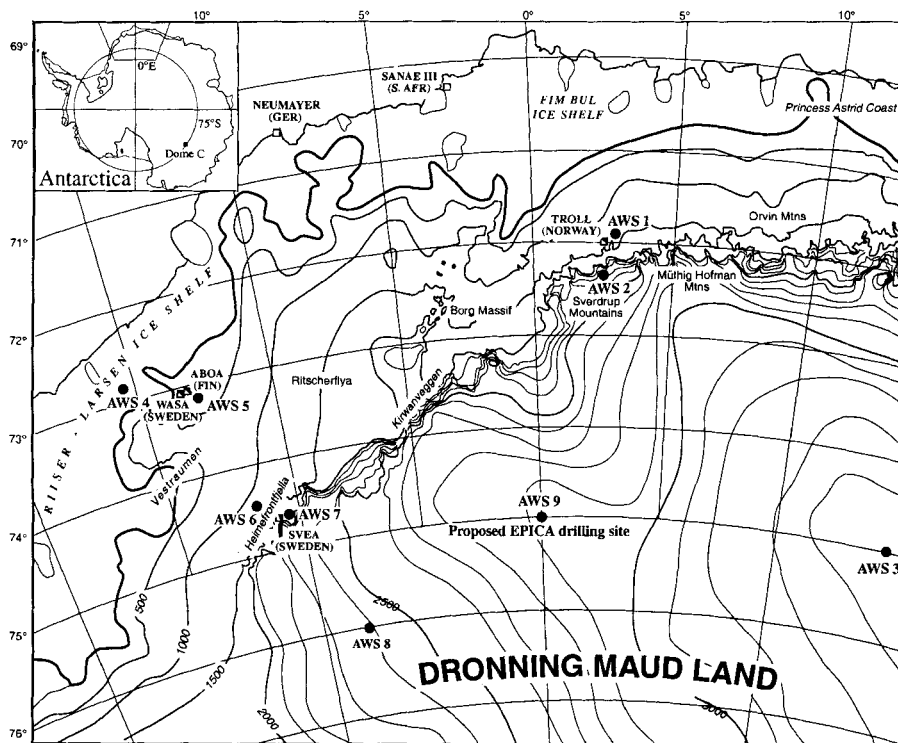 10°
5°
0°
5°
10°
69°
70°
71°
72°
73°
74°
75°
76°
0°E
75°S
Dome C
Antarctica
SANAE III
(S. AFR)
NEUMAYER
(GER)
FIM BUL
ICE SHELF
Princess Astrid Coast
TROLL
(NORWAY)
AWS 1
Orvin Mtns
AWS 2
Sverdrup
Mountains
Müthig Hofman
Mtns
Borg Massif
RIISER - LARSEN ICE SHELF
ABOA
(FIN)
AWS 4
WASA
(SWEDEN)
AWS 5
Ritscherflya
Kirwanveggen
Vestraumen
AWS 6
Heimefrontfjella
AWS 7
SVEA
(SWEDEN)
AWS 9
Proposed EPICA drilling site
AWS 3
AWS 8
500
1000
1500
2000
2500
3000
DRONNING MAUD LAND